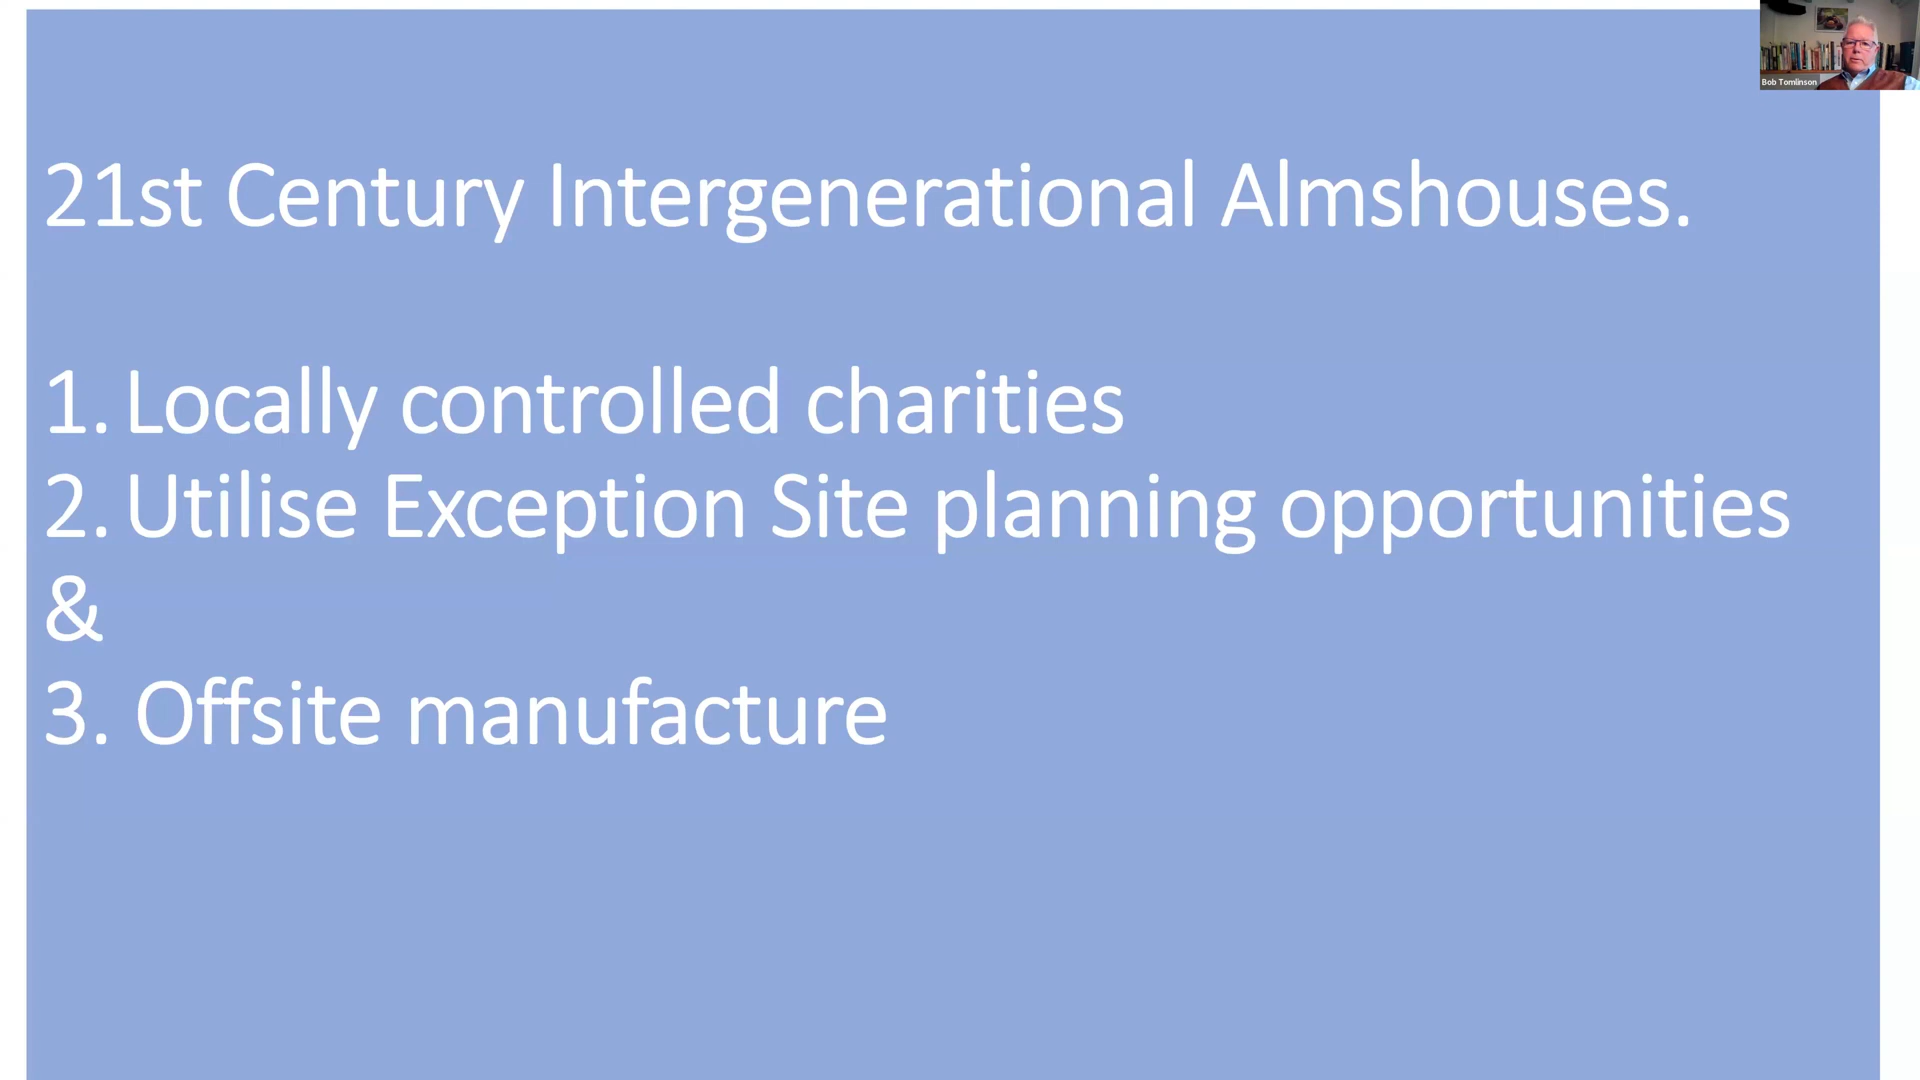 Bob Tomlinson
21st Century Intergenerational Almshouses.
1. Locally controlled charities
2. Utilise Exception Site planning opportunities
&
3. Offsite manufacture